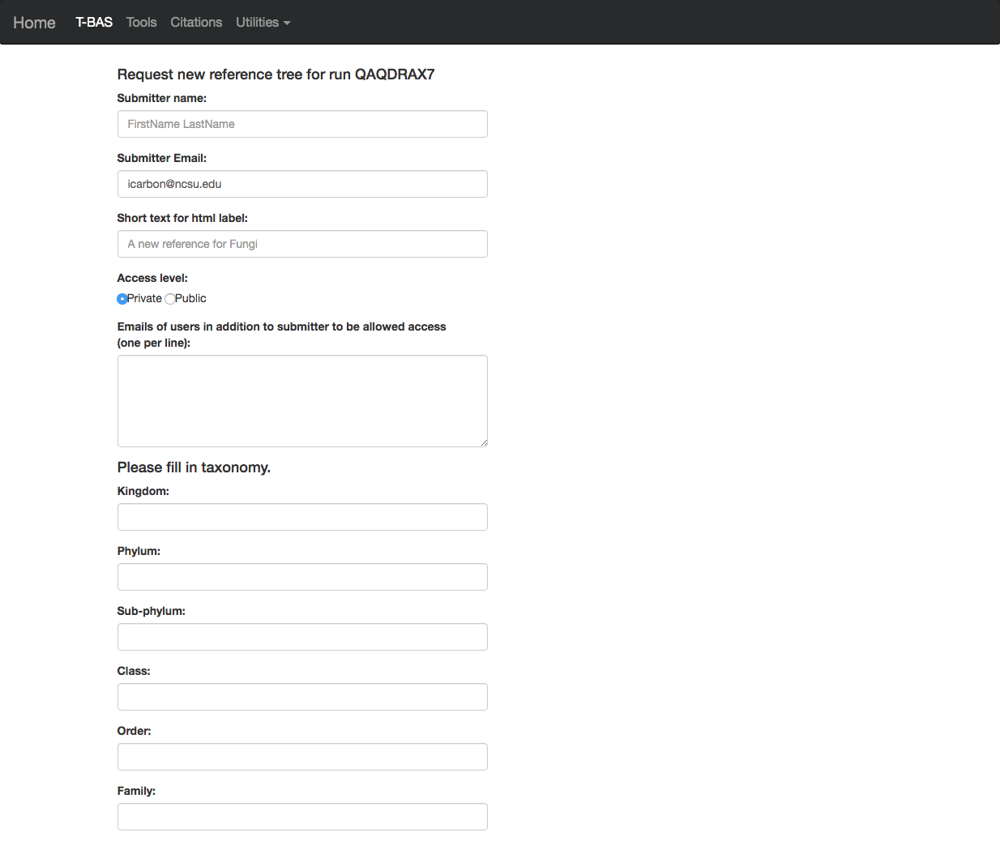 Home T-BAS Tools Citations Utilities
Request new reference tree for run QAQDRAX7
Submitter name:
FirstName LastName
Submitter Email:
icarbon@ncsu.edu
Short text for html label:
A new reference for Fungi
Access level:
Private Public
Emails of users in addition to submitter to be allowed access
(one per line):
Please fill in taxonomy.
Kingdom:
Phylum:
Sub-phylum:
Class:
Order:
Family: